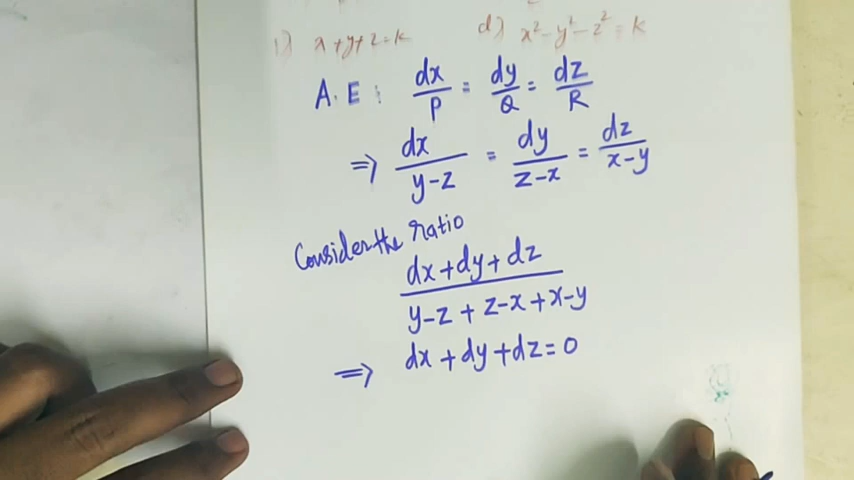 1) x+y+z=k d) x²-y²-z²=k
A.E: dx/P = dy/Q = dz/R
⇒ dx/y-z = dy/z-x = dz/x-y
Consider the ratio
dx+dy+dz
y-z+z-x+x-y
⇒ dx+dy+dz=0